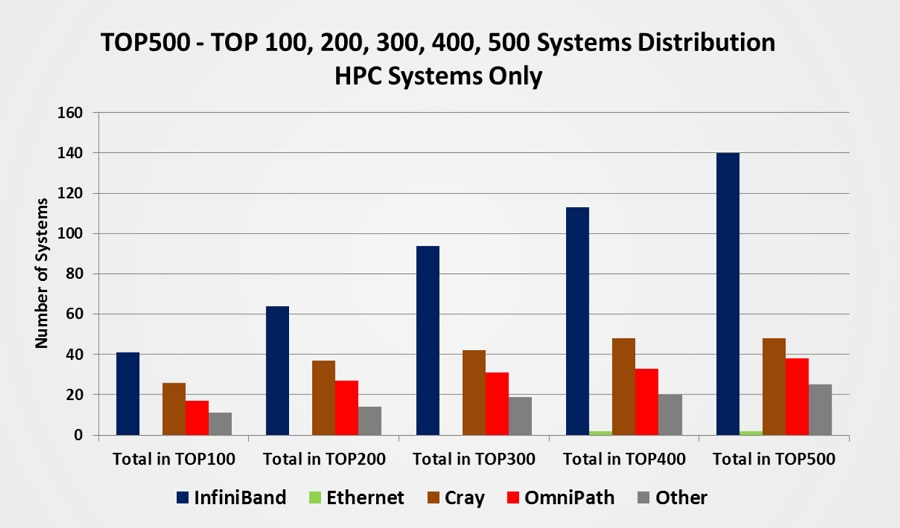 TOP500 - TOP 100, 200, 300, 400, 500 Systems Distribution
HPC Systems Only
Number of Systems
160
140
120
100
80
60
40
20
0
Total in TOP100 Total in TOP200 Total in TOP300 Total in TOP400 Total in TOP500
InfiniBand Ethernet Cray OmniPath Other